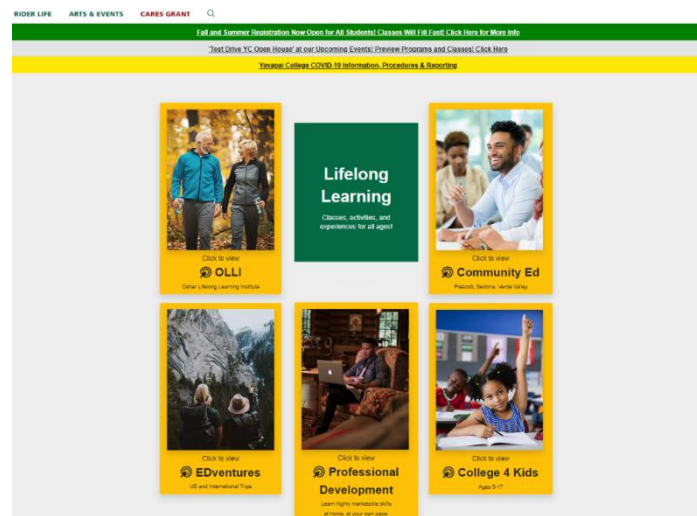 RIDER LIFE ARTS & EVENTS CARES GRANT
Fall and Summer Registration Now Open for All Students! Classes Will Fill Fast! Click Here for More Info
'Test Drive YC Open House' at our Upcoming Events! Preview Programs and Classes! Click Here
Yavapai College COVID-19 Information, Procedures & Reporting
Lifelong
Learning
Classes, activities, and
experiences for all ages!
Click to view
OLLI
Osher Lifelong Learning Institute
Click to view
Community Ed
Prescott, Sedona, Verde Valley
Click to view
EDventures
US and International Trips
Click to view
Professional
Development
Learn highly marketable skills
at home, at your own pace.
Click to view
College 4 Kids
Ages 5-17